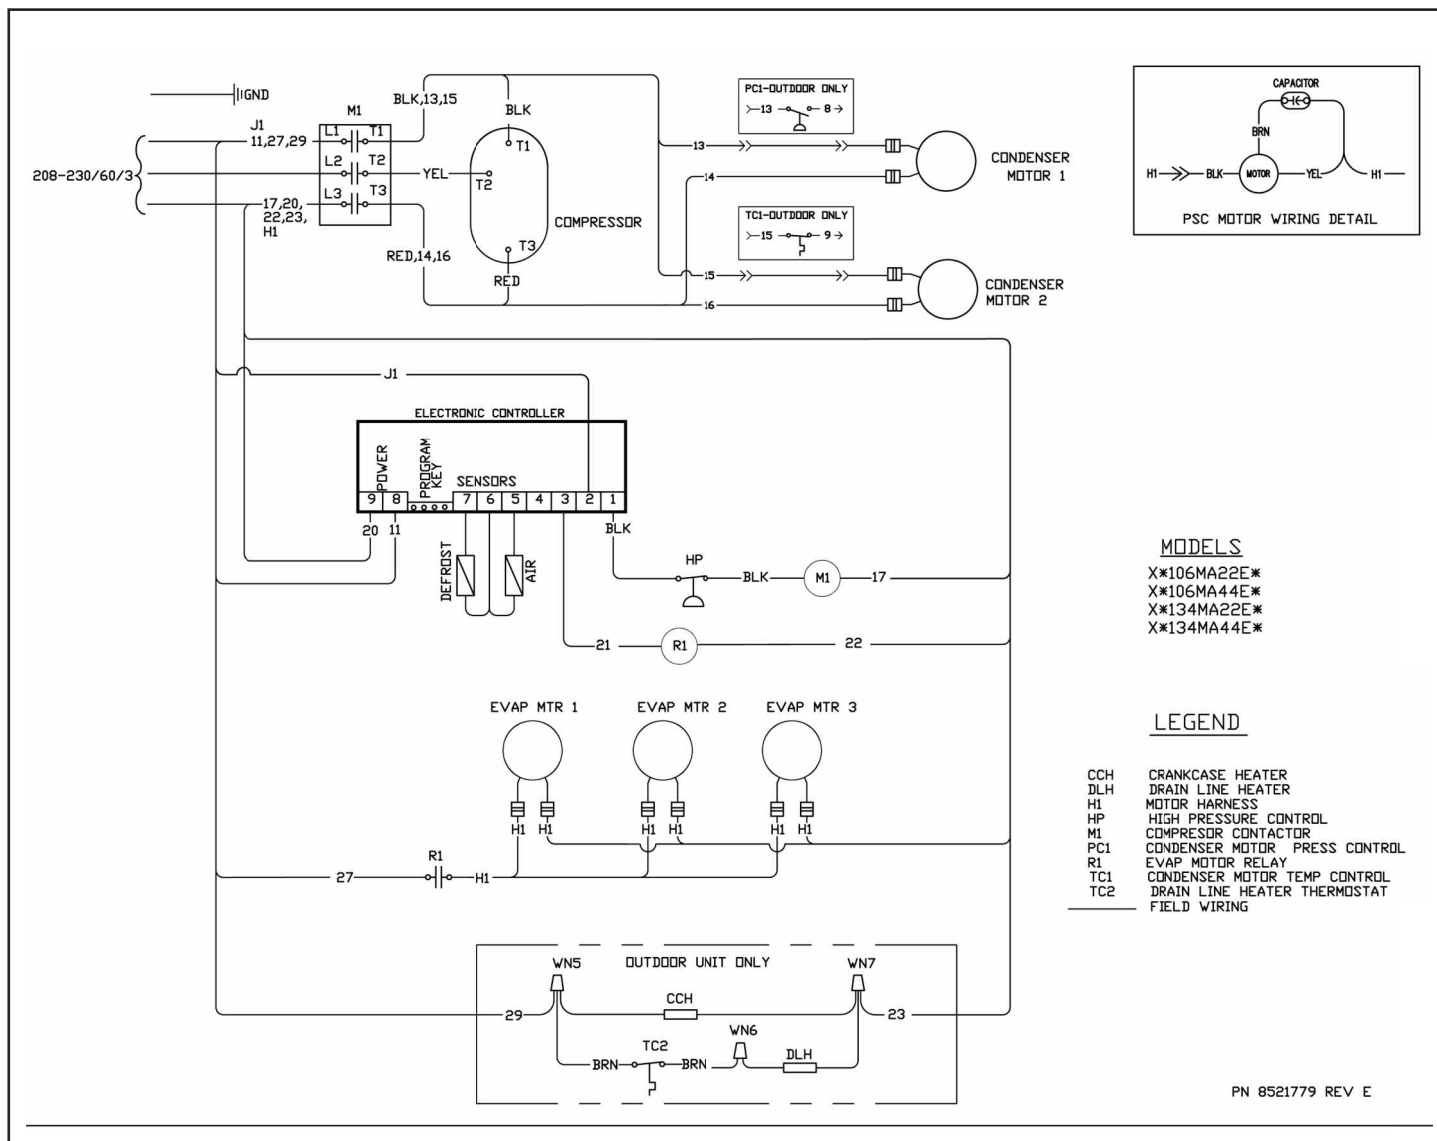 GND
M1
BLK,13,15
BLK
J1
11,27,29
L1
T1
T1
L2
T2
YEL
T2
208-230/60/3
L3
T3
17,20,
22,23,
H1
COMPRESSOR
T3
RED,14,16
RED
PC1-OUTDOOR ONLY
13
8
13
14
CONDENSER
MOTOR 1
TC1-OUTDOOR ONLY
15
9
15
16
CONDENSER
MOTOR 2
CAPACITOR
BRN
H1
BLK
MOTOR
YEL
H1
PSC MOTOR WIRING DETAIL
J1
ELECTRONIC CONTROLLER
POWER
PROGRAM
KEY
SENSORS
9
8
7
6
5
4
3
2
1
20
11
BLK
DEFROST
AIR
HP
BLK
M1
17
21
R1
22
MODELS
X*106MA22E*
X*106MA44E*
X*134MA22E*
X*134MA44E*
EVAP MTR 1
EVAP MTR 2
EVAP MTR 3
H1
H1
H1
H1
H1
H1
27
R1
H1
LEGEND
CCH CRANKCASE HEATER
DLH DRAIN LINE HEATER
H1 MOTOR HARNESS
HP HIGH PRESSURE CONTROL
M1 COMPRESOR CONTACTOR
PC1 CONDENSER MOTOR PRESS CONTROL
R1 EVAP MOTOR RELAY
TC1 CONDENSER MOTOR TEMP CONTROL
TC2 DRAIN LINE HEATER THERMOSTAT
FIELD WIRING
WN5
OUTDOOR UNIT ONLY
WN7
CCH
29
23
WN6
TC2
DLH
BRN
BRN
PN 8521779 REV E